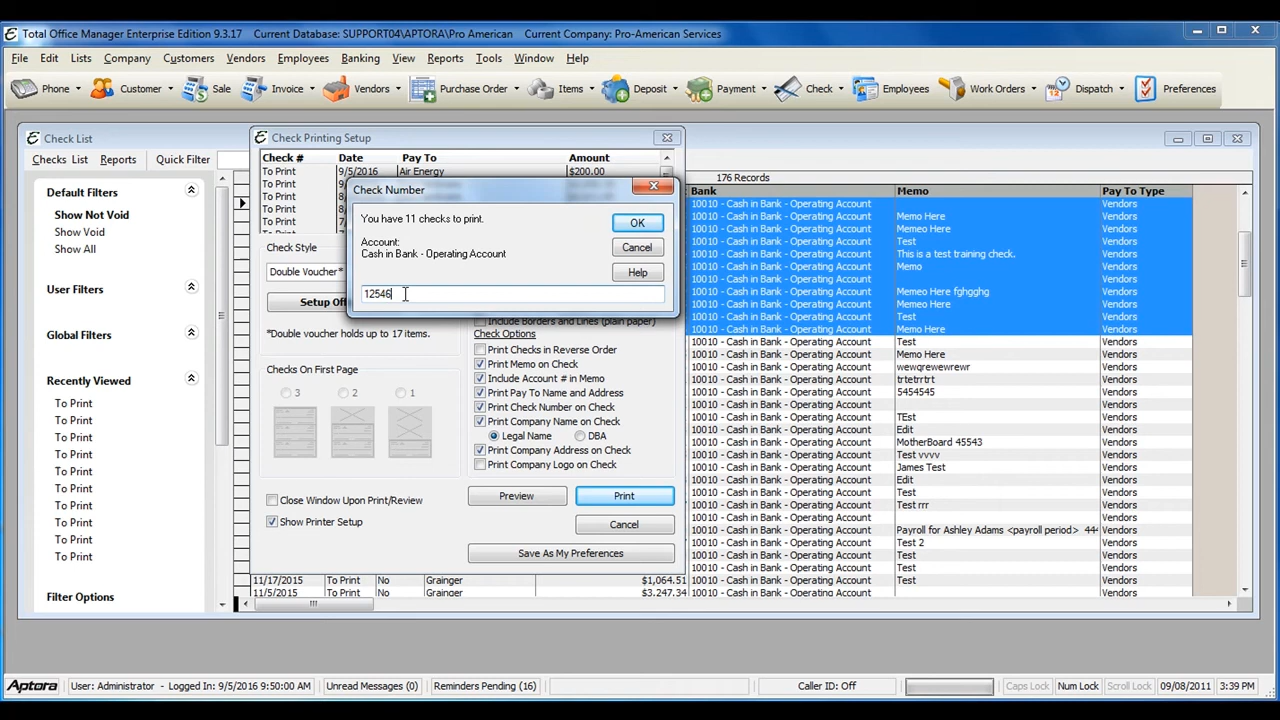 Total Office Manager Enterprise Edition 9.3.17 Current Database: SUPPORT04\APTORA\Pro American Current Company: Pro-American Services
File Edit Lists Company Customers Vendors Employees Banking View Reports Tools Window Help
Phone Customer Sale Invoice Vendors Purchase Order Items Deposit Payment Check Employees Work Orders Dispatch Preferences
Check List
Checks List Reports Quick Filter
176 Records
Default Filters
Show Not Void
Show Void
Show All
User Filters
Global Filters
Recently Viewed
To Print
To Print
To Print
To Print
To Print
To Print
To Print
To Print
To Print
To Print
Filter Options
Check Printing Setup
Check # Date Pay To Amount
To Print 9/5/2016 Air Energy $200.00
To Print
To Print
To Print
To Print
Check Number
You have 11 checks to print.
Account:
Cash in Bank - Operating Account
12546
OK
Cancel
Help
Check Style
Double Voucher*
*Double voucher holds up to 17 items.
Checks On First Page
3 2 1
Include Borders and Lines (plain paper)
Check Options
Print Checks in Reverse Order
Print Memo on Check
Include Account # in Memo
Print Pay To Name and Address
Print Check Number on Check
Print Company Name on Check
Legal Name DBA
Print Company Address on Check
Print Company Logo on Check
Close Window Upon Print/Review
Show Printer Setup
Preview Print
Cancel
Save As My Preferences
11/17/2015 To Print No Grainger $1,064.51
11/5/2015 To Print No Grainger $3,247.34
Bank Memo Pay To Type
10010 - Cash in Bank - Operating Account Vendors
10010 - Cash in Bank - Operating Account Memo Here Vendors
10010 - Cash in Bank - Operating Account Memeo Here Vendors
10010 - Cash in Bank - Operating Account Test Vendors
10010 - Cash in Bank - Operating Account This is a test training check. Vendors
10010 - Cash in Bank - Operating Account Memo Vendors
10010 - Cash in Bank - Operating Account Vendors
10010 - Cash in Bank - Operating Account Memeo Here fghgghg Vendors
10010 - Cash in Bank - Operating Account Memeo Here Vendors
10010 - Cash in Bank - Operating Account Test Vendors
10010 - Cash in Bank - Operating Account Memo Here Vendors
10010 - Cash in Bank - Operating Account Test Vendors
10010 - Cash in Bank - Operating Account Memo Here Vendors
10010 - Cash in Bank - Operating Account wewqrewewrewr Vendors
10010 - Cash in Bank - Operating Account trtetrrtrt Vendors
10010 - Cash in Bank - Operating Account 5454545 Vendors
10010 - Cash in Bank - Operating Account Vendors
10010 - Cash in Bank - Operating Account TEst Vendors
10010 - Cash in Bank - Operating Account Edit Vendors
10010 - Cash in Bank - Operating Account MotherBoard 45543 Vendors
10010 - Cash in Bank - Operating Account Test vvvv Vendors
10010 - Cash in Bank - Operating Account James Test Vendors
10010 - Cash in Bank - Operating Account Edit Vendors
10010 - Cash in Bank - Operating Account Test Vendors
10010 - Cash in Bank - Operating Account Test rrr Vendors
10010 - Cash in Bank - Operating Account Vendors
10010 - Cash in Bank - Operating Account Payroll for Ashley Adams <payroll period> 444 Vendors
10010 - Cash in Bank - Operating Account Test 2 Vendors
10010 - Cash in Bank - Operating Account Test Vendors
10010 - Cash in Bank - Operating Account Test Vendors
10010 - Cash in Bank - Operating Account Test Vendors
10010 - Cash in Bank - Operating Account Vendors
Aptora User: Administrator - Logged In: 9/5/2016 9:50:00 AM Unread Messages (0) Reminders Pending (16) Caller ID: Off Caps Lock Num Lock Scroll Lock 09/08/2011 3:39 PM